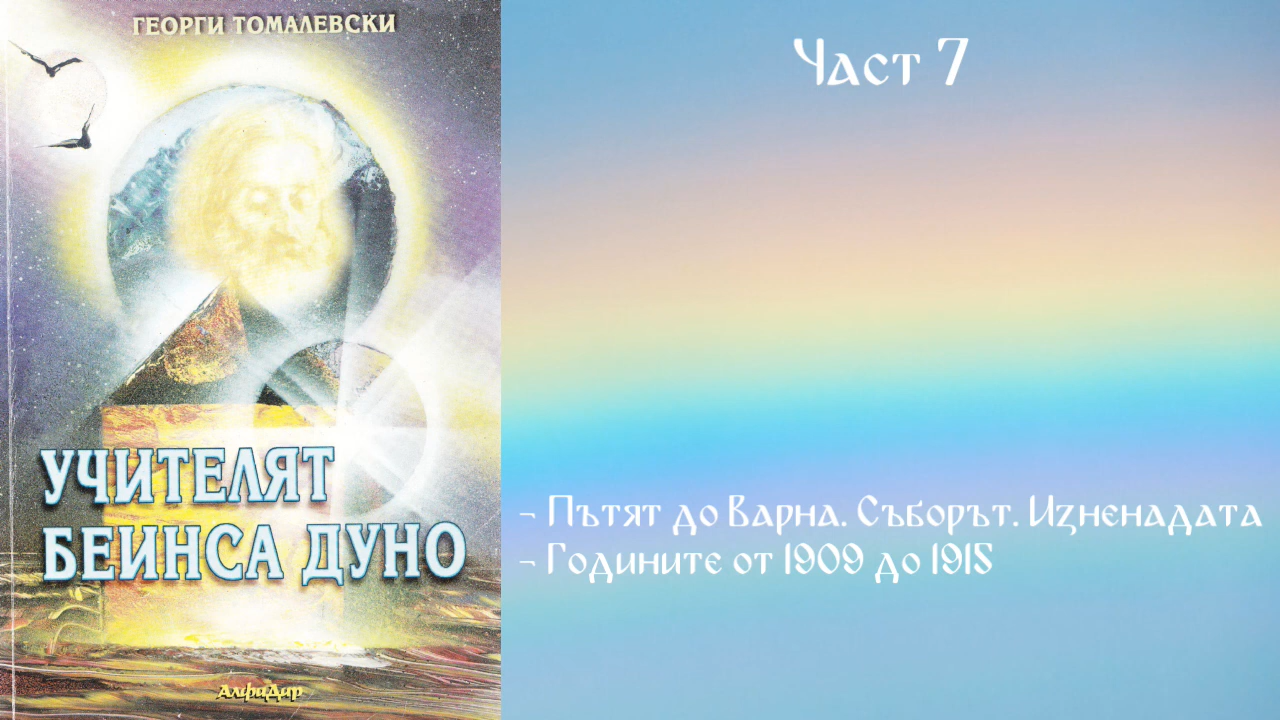 ГЕОРГИ ТОМАЛЕВСКИ
УЧИТЕЛЯТ
БЕИНСА ДУНО
АлфаДар
Част 7
- Пътят до Варна. Съборът. Изненадата
- Годините от 1909 до 1915